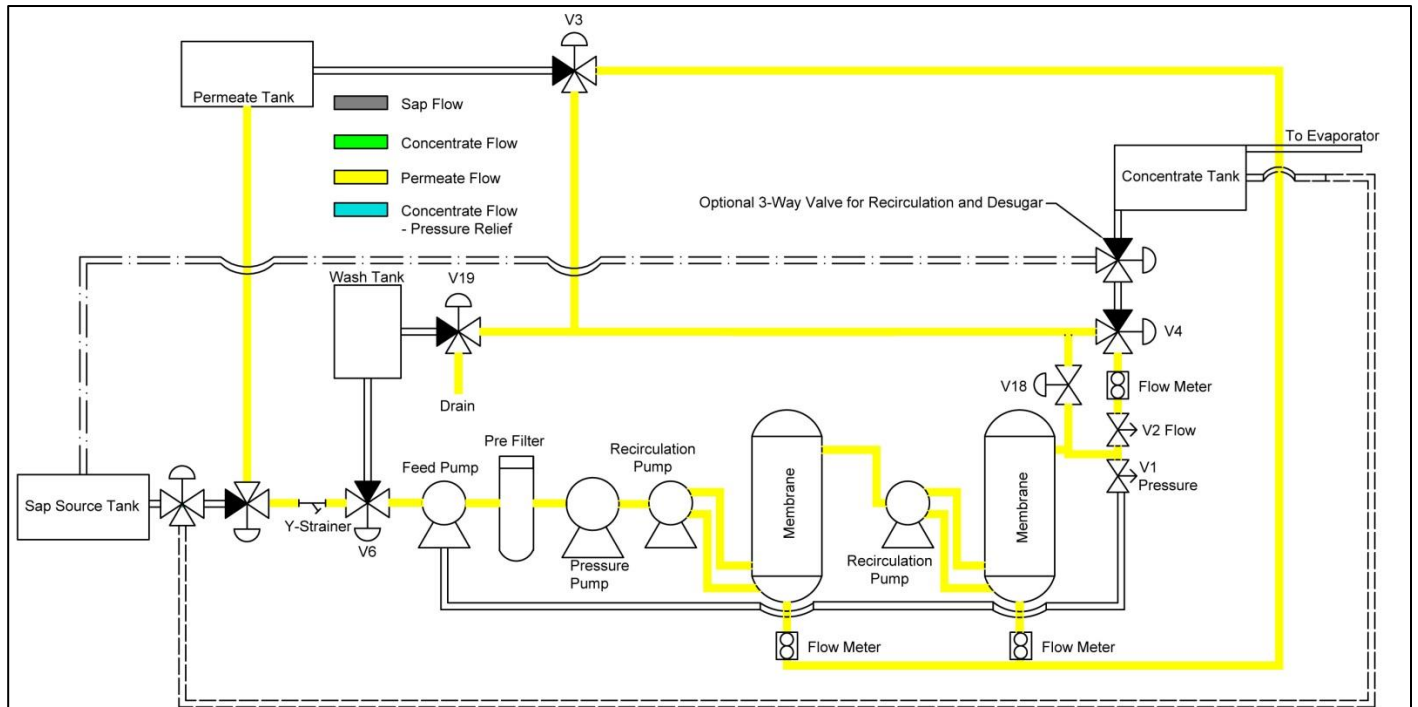 V3
Permeate Tank
Sap Flow
Concentrate Flow
Permeate Flow
Concentrate Flow
- Pressure Relief
To Evaporator
Concentrate Tank
Optional 3-Way Valve for Recirculation and Desugar
Wash Tank
V19
V4
Drain
V18
Flow Meter
Pre Filter
V2 Flow
Recirculation
Pump
Feed Pump
V1
Pressure
Sap Source Tank
Y-Strainer
V6
Membrane
Membrane
Pressure
Pump
Recirculation
Pump
Flow Meter
Flow Meter